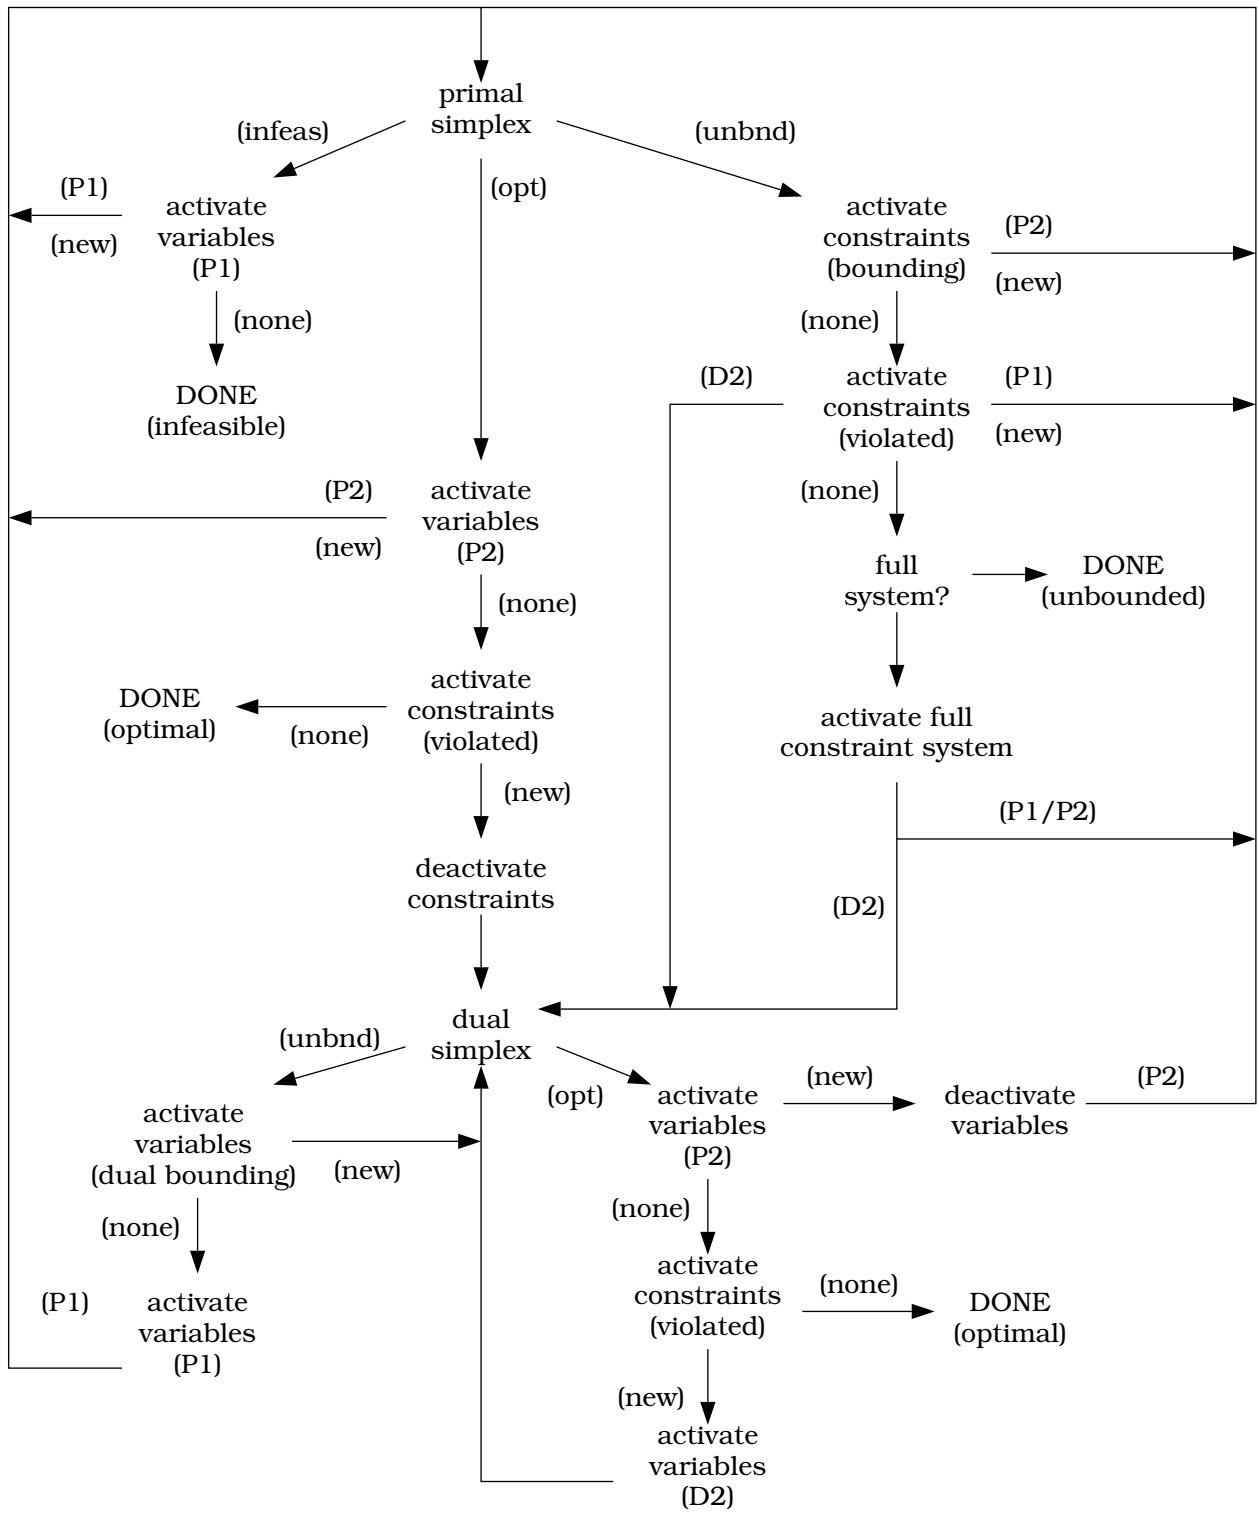 primal
simplex
(infeas)
(unbnd)
(opt)
(P1)
(new)
activate
variables
(P1)
(none)
DONE
(infeasible)
activate
constraints
(bounding)
(P2)
(new)
(none)
(D2)
activate
constraints
(violated)
(P1)
(new)
(none)
full
system?
DONE
(unbounded)
activate full
constraint system
(P1/P2)
(D2)
(P2)
(new)
activate
variables
(P2)
(none)
activate
constraints
(violated)
(none)
DONE
(optimal)
(new)
deactivate
constraints
dual
simplex
(unbnd)
(opt)
activate
variables
(dual bounding)
(new)
(none)
(P1)
activate
variables
(P1)
activate
variables
(P2)
(new)
deactivate
variables
(P2)
(none)
activate
constraints
(violated)
(none)
DONE
(optimal)
(new)
activate
variables
(D2)